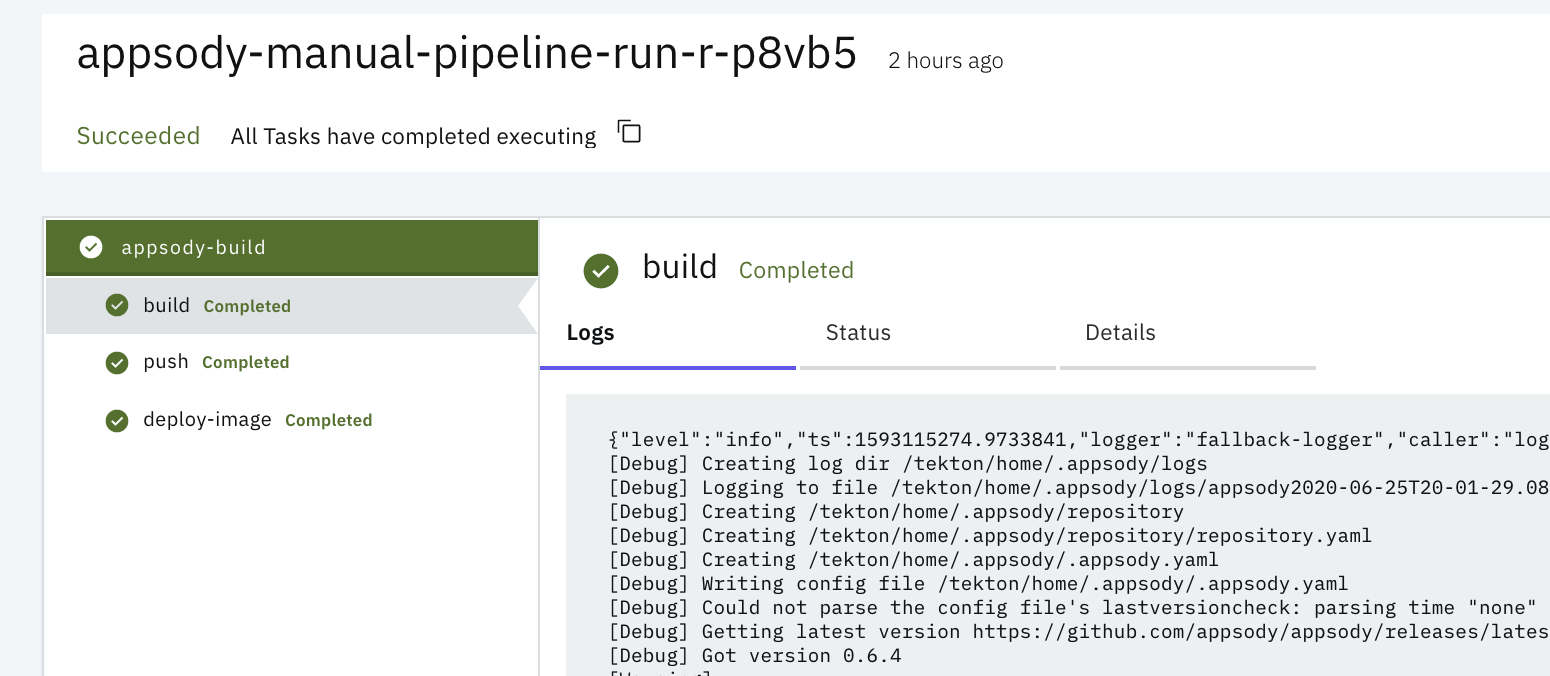 appsody-manual-pipeline-run-r-p8vb5 2 hours ago
Succeeded All Tasks have completed executing
appsody-build
build Completed
push Completed
deploy-image Completed
build Completed
Logs Status Details
{"level":"info","ts":1593115274.9733841,"logger":"fallback-logger","caller":"log
[Debug] Creating log dir /tekton/home/.appsody/logs
[Debug] Logging to file /tekton/home/.appsody/logs/appsody2020-06-25T20-01-29.08
[Debug] Creating /tekton/home/.appsody/repository
[Debug] Creating /tekton/home/.appsody/repository/repository.yaml
[Debug] Creating /tekton/home/.appsody/.appsody.yaml
[Debug] Writing config file /tekton/home/.appsody/.appsody.yaml
[Debug] Could not parse the config file's lastversioncheck: parsing time "none"
[Debug] Getting latest version https://github.com/appsody/appsody/releases/lates
[Debug] Got version 0.6.4